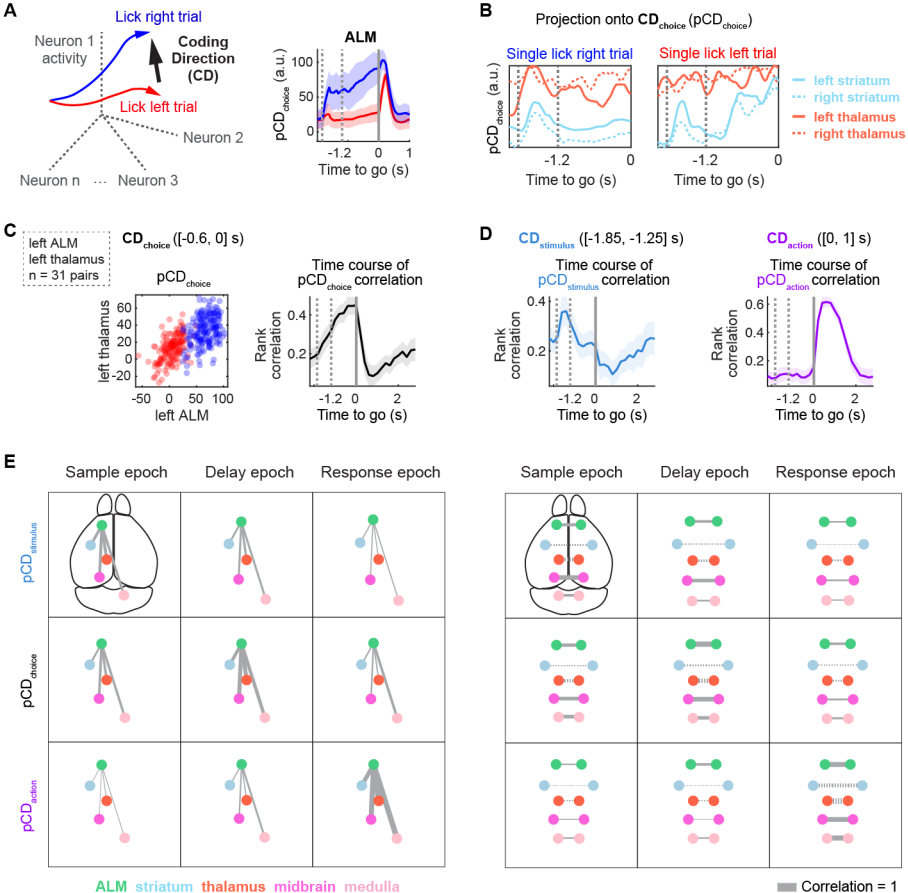 A
Lick right trial
Neuron 1
activity
Coding
Direction
(CD)
Lick left trial
Neuron 2
Neuron n ... Neuron 3
ALM
pCDchoice (a.u.)
100
50
0
-1.2 0 1
Time to go (s)
B
Projection onto CDchoice (pCDchoice)
Single lick right trial
Single lick left trial
pCDchoice (a.u.)
-1.2 0
Time to go (s)
-1.2 0
Time to go (s)
left striatum
right striatum
left thalamus
right thalamus
C
left ALM
left thalamus
n = 31 pairs
CDchoice ([-0.6, 0] s)
pCDchoice
left thalamus
60
40
20
0
-20
-50 0 50 100
left ALM
Time course of
pCDchoice correlation
Rank
correlation
0.4
0.2
-1.2 0 2
Time to go (s)
D
CDstimulus ([-1.85, -1.25] s)
Time course of
pCDstimulus correlation
Rank
correlation
0.4
0.2
-1.2 0 2
Time to go (s)
CDaction ([0, 1] s)
Time course of
pCDaction correlation
Rank
correlation
0.6
0.4
0.2
-1.2 0 2
Time to go (s)
E
Sample epoch Delay epoch Response epoch
Sample epoch Delay epoch Response epoch
pCDstimulus
pCDchoice
pCDaction
ALM striatum thalamus midbrain medulla
Correlation = 1